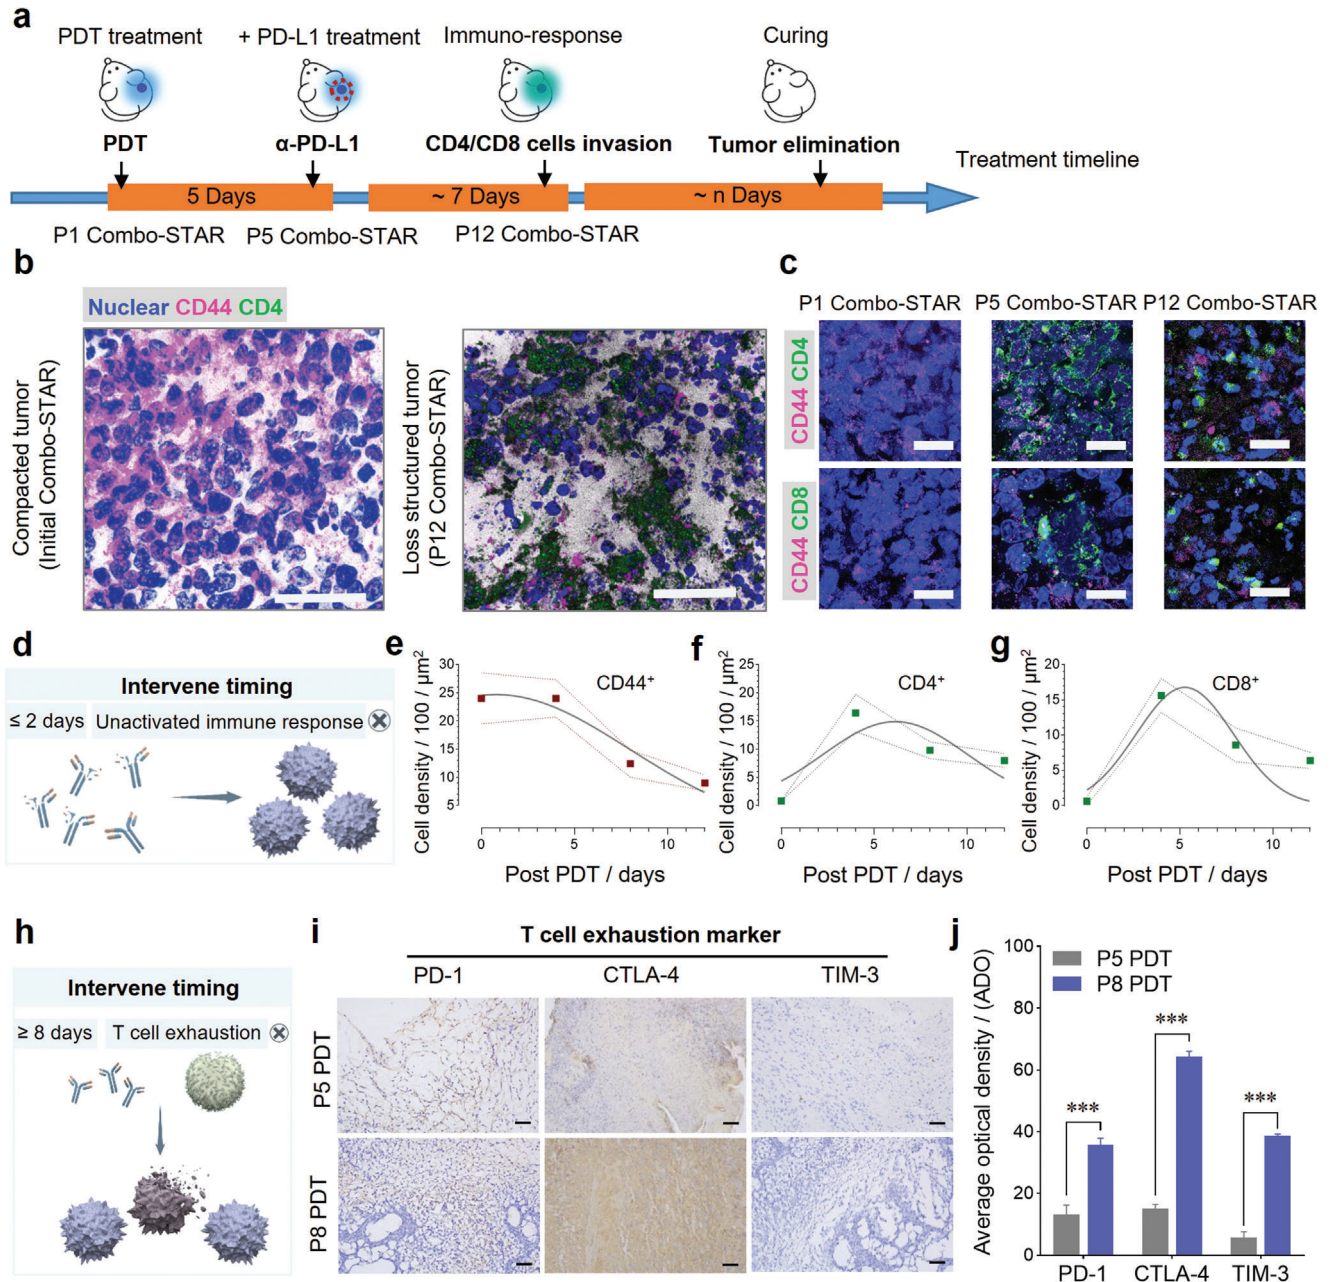 a
PDT treatment
+ PD-L1 treatment
Immuno-response
Curing
PDT
α-PD-L1
CD4/CD8 cells invasion
Tumor elimination
Treatment timeline
5 Days
~ 7 Days
~ n Days
P1 Combo-STAR
P5 Combo-STAR
P12 Combo-STAR
b
Nuclear CD44 CD4
Compacted tumor
(Initial Combo-STAR)
Loss structured tumor
(P12 Combo-STAR)
c
P1 Combo-STAR
P5 Combo-STAR
P12 Combo-STAR
CD44 CD4
CD44 CD8
d
Intervene timing
≤ 2 days
Unactivated immune response
e
Cell density / 100 / µm²
30
25
20
15
10
5
CD44⁺
0
5
10
Post PDT / days
f
Cell density / 100 / µm²
25
20
15
10
5
0
CD4⁺
0
5
10
Post PDT / days
g
Cell density / 100 / µm²
20
15
10
5
0
CD8⁺
0
5
10
Post PDT / days
h
Intervene timing
≥ 8 days
T cell exhaustion
i
T cell exhaustion marker
PD-1
CTLA-4
TIM-3
P5 PDT
P8 PDT
j
Average optical density / (ADO)
100
80
60
40
20
0
P5 PDT
P8 PDT
***
***
***
PD-1
CTLA-4
TIM-3